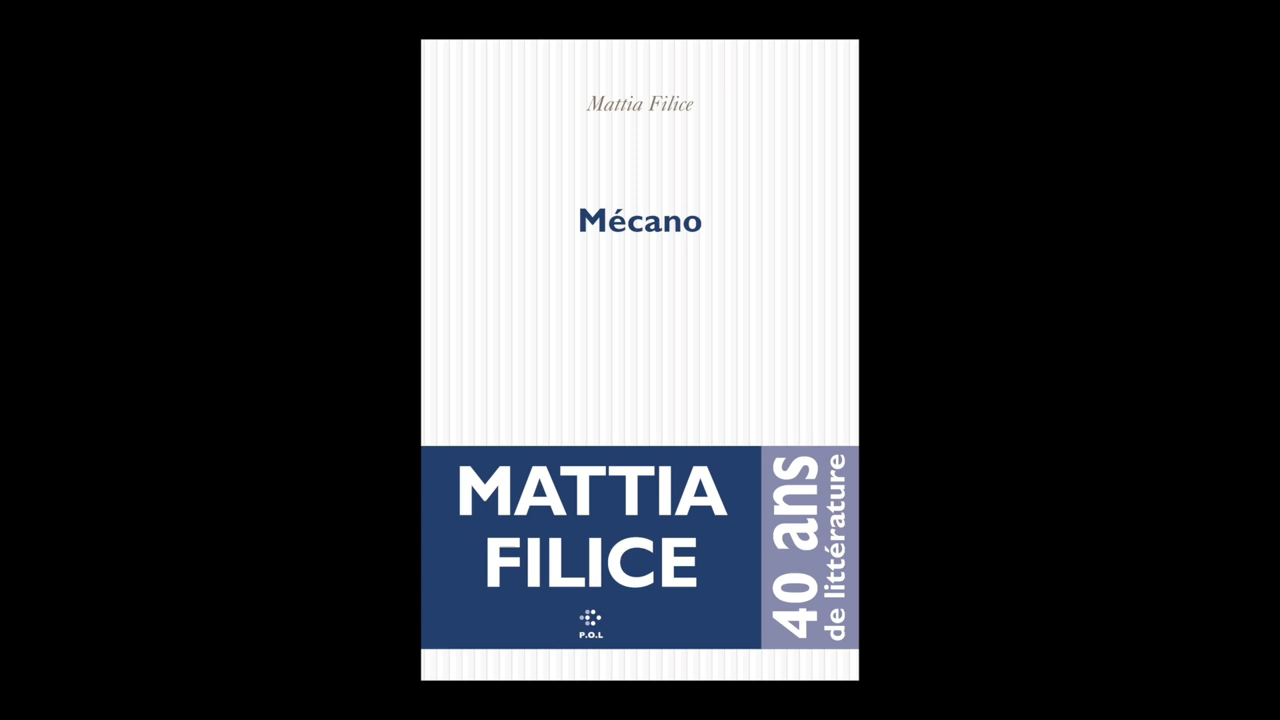 Mattia Filice
Mécano
MATTIA
FILICE
P.O.L
40 ans
de littérature